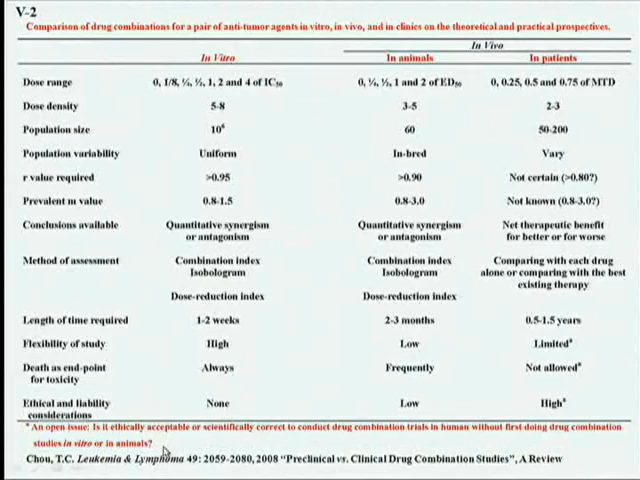 V-2
Comparison of drug combinations for a pair of anti-tumor agents in vitro, in vivo, and in clinics on the theoretical and practical prospectives.
In Vivo
In Vitro In animals In patients
Dose range 0, 1/8, ¼, ½, 1, 2 and 4 of IC50 0, ¼, ½, 1 and 2 of ED50 0, 0.25, 0.5 and 0.75 of MTD
Dose density 5-8 3-5 2-3
Population size 10⁶ 60 50-200
Population variability Uniform In-bred Vary
r value required >0.95 >0.90 Not certain (>0.80?)
Prevalent m value 0.8-1.5 0.8-3.0 Not known (0.8-3.0?)
Conclusions available Quantitative synergism Quantitative synergism Net therapeutic benefit
or antagonism or antagonism for better or for worse
Method of assessment Combination index Combination index Comparing with each drug
Isobologram Isobologram alone or comparing with the best
existing therapy
Dose-reduction index Dose-reduction index
Length of time required 1-2 weeks 2-3 months 0.5-1.5 years
Flexibility of study High Low Limited*
Death as end-point Always Frequently Not allowed*
for toxicity
Ethical and liability None Low High*
considerations
* An open issue: Is it ethically acceptable or scientifically correct to conduct drug combination trials in human without first doing drug combination
studies in vitro or in animals?
Chou, T.C. Leukemia & Lymphoma 49: 2059-2080, 2008 “Preclinical vs. Clinical Drug Combination Studies”, A Review